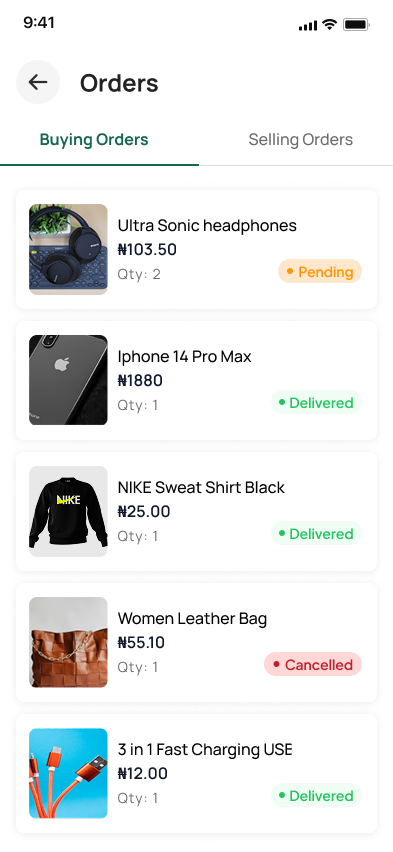 9:41
Orders
Buying Orders
Selling Orders
Ultra Sonic headphones
₦103.50
Qty: 2
Pending
Iphone 14 Pro Max
₦1880
Qty: 1
Delivered
NIKE
NIKE Sweat Shirt Black
₦25.00
Qty: 1
Delivered
Women Leather Bag
₦55.10
Qty: 1
Cancelled
3 in 1 Fast Charging USE
₦12.00
Qty: 1
Delivered